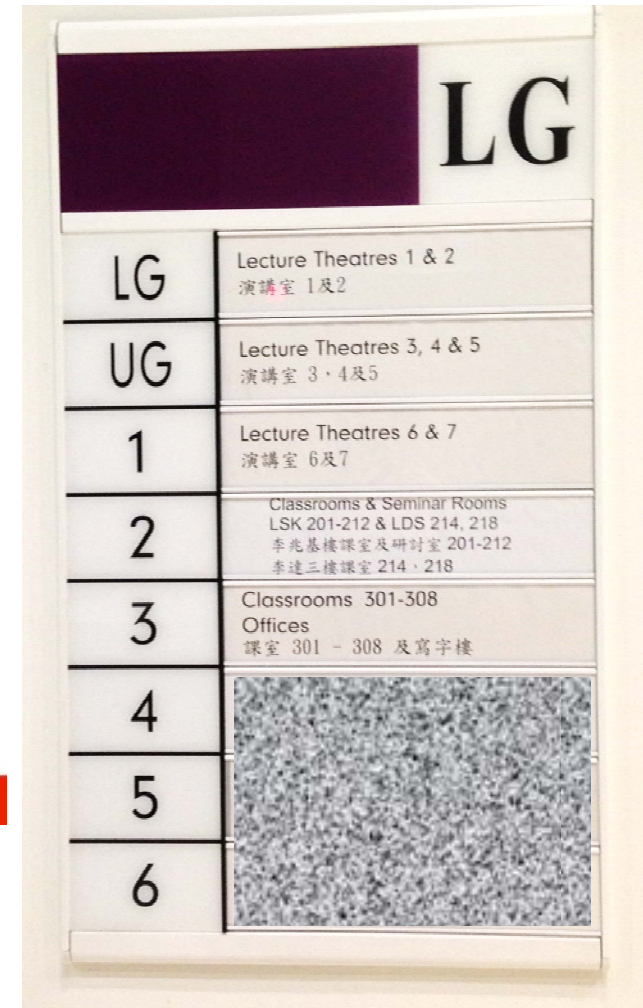 LG
LG
Lecture Theatres 1 & 2
演講室 1及2
UG
Lecture Theatres 3, 4 & 5
演講室 3，4及5
1
Lecture Theatres 6 & 7
演講室 6及7
2
Classrooms & Seminar Rooms
LSK 201-212 & LDS 214, 218
李兆基樓課室及研討室 201-212
李達三樓課室 214，218
3
Classrooms 301-308
Offices
課室 301 - 308 及寫字樓
4
5
6